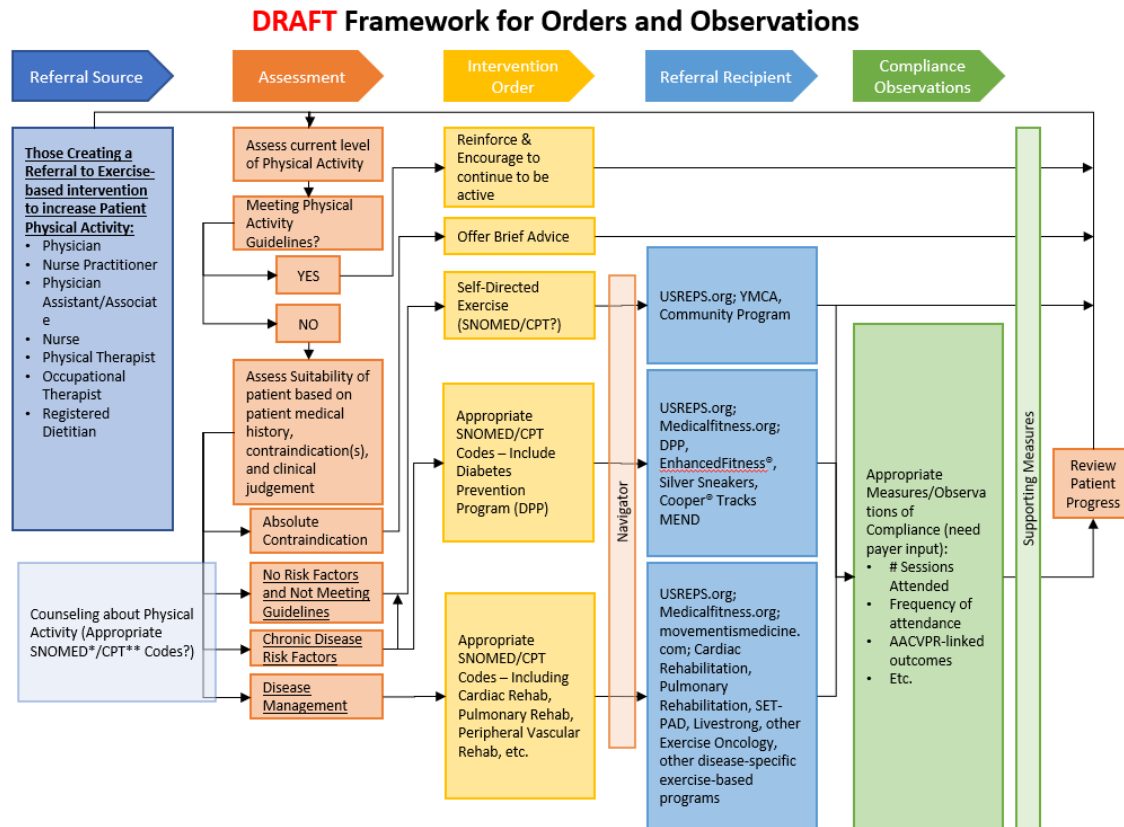 DRAFT Framework for Orders and Observations
Referral Source
Assessment
Intervention
Order
Referral Recipient
Compliance
Observations
Those Creating a
Referral to Exercise-
based intervention
to increase Patient
Physical Activity:
• Physician
• Nurse Practitioner
• Physician
Assistant/Associat
e
• Nurse
• Physical Therapist
• Occupational
Therapist
• Registered
Dietitian
Counseling about Physical
Activity (Appropriate
SNOMED*/CPT** Codes?)
Assess current level
of Physical Activity
Meeting Physical
Activity
Guidelines?
YES
NO
Assess Suitability of
patient based on
patient medical
history,
contraindication(s),
and clinical
judgement
Absolute
Contraindication
No Risk Factors
and Not Meeting
Guidelines
Chronic Disease
Risk Factors
Disease
Management
Reinforce &
Encourage to
continue to be
active
Offer Brief Advice
Self-Directed
Exercise
(SNOMED/CPT?)
Appropriate
SNOMED/CPT
Codes – Include
Diabetes
Prevention
Program (DPP)
Appropriate
SNOMED/CPT
Codes – Including
Cardiac Rehab,
Pulmonary Rehab,
Peripheral Vascular
Rehab, etc.
Navigator
USREPS.org; YMCA,
Community Program
USREPS.org;
Medicalfitness.org;
DPP,
EnhancedFitness®,
Silver Sneakers,
Cooper® Tracks
MEND
USREPS.org;
Medicalfitness.org;
movementismedicine.
com; Cardiac
Rehabilitation,
Pulmonary
Rehabilitation, SET-
PAD, Livestrong, other
Exercise Oncology,
other disease-specific
exercise-based
programs
Appropriate
Measures/Observa
tions of
Compliance (need
payer input):
• # Sessions
Attended
• Frequency of
attendance
• AACVPR-linked
outcomes
• Etc.
Supporting Measures
Review
Patient
Progress